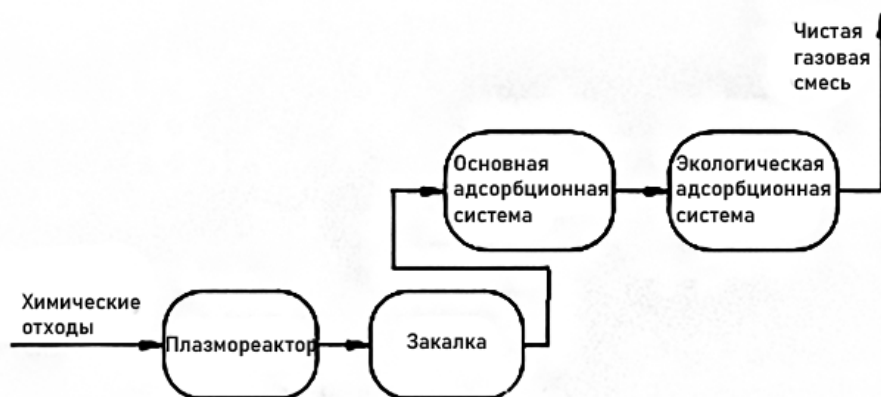 Чистая
газовая
смесь
Основная
адсорбционная
система
Экологическая
адсорбционная
система
Химические
отходы
Плазмореактор
Закалка